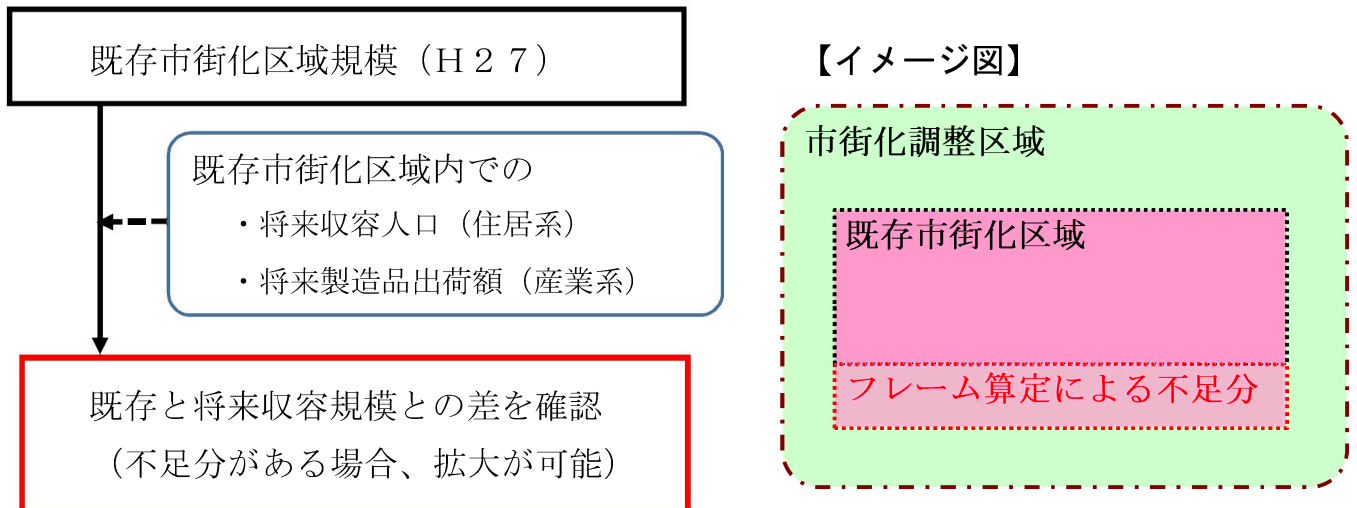 既存市街化区域規模（Ｈ２７）
既存市街化区域内での
・将来収容人口（住居系）
・将来製造品出荷額（産業系）
既存と将来収容規模との差を確認
（不足分がある場合、拡大が可能）
【イメージ図】
市街化調整区域
既存市街化区域
フレーム算定による不足分